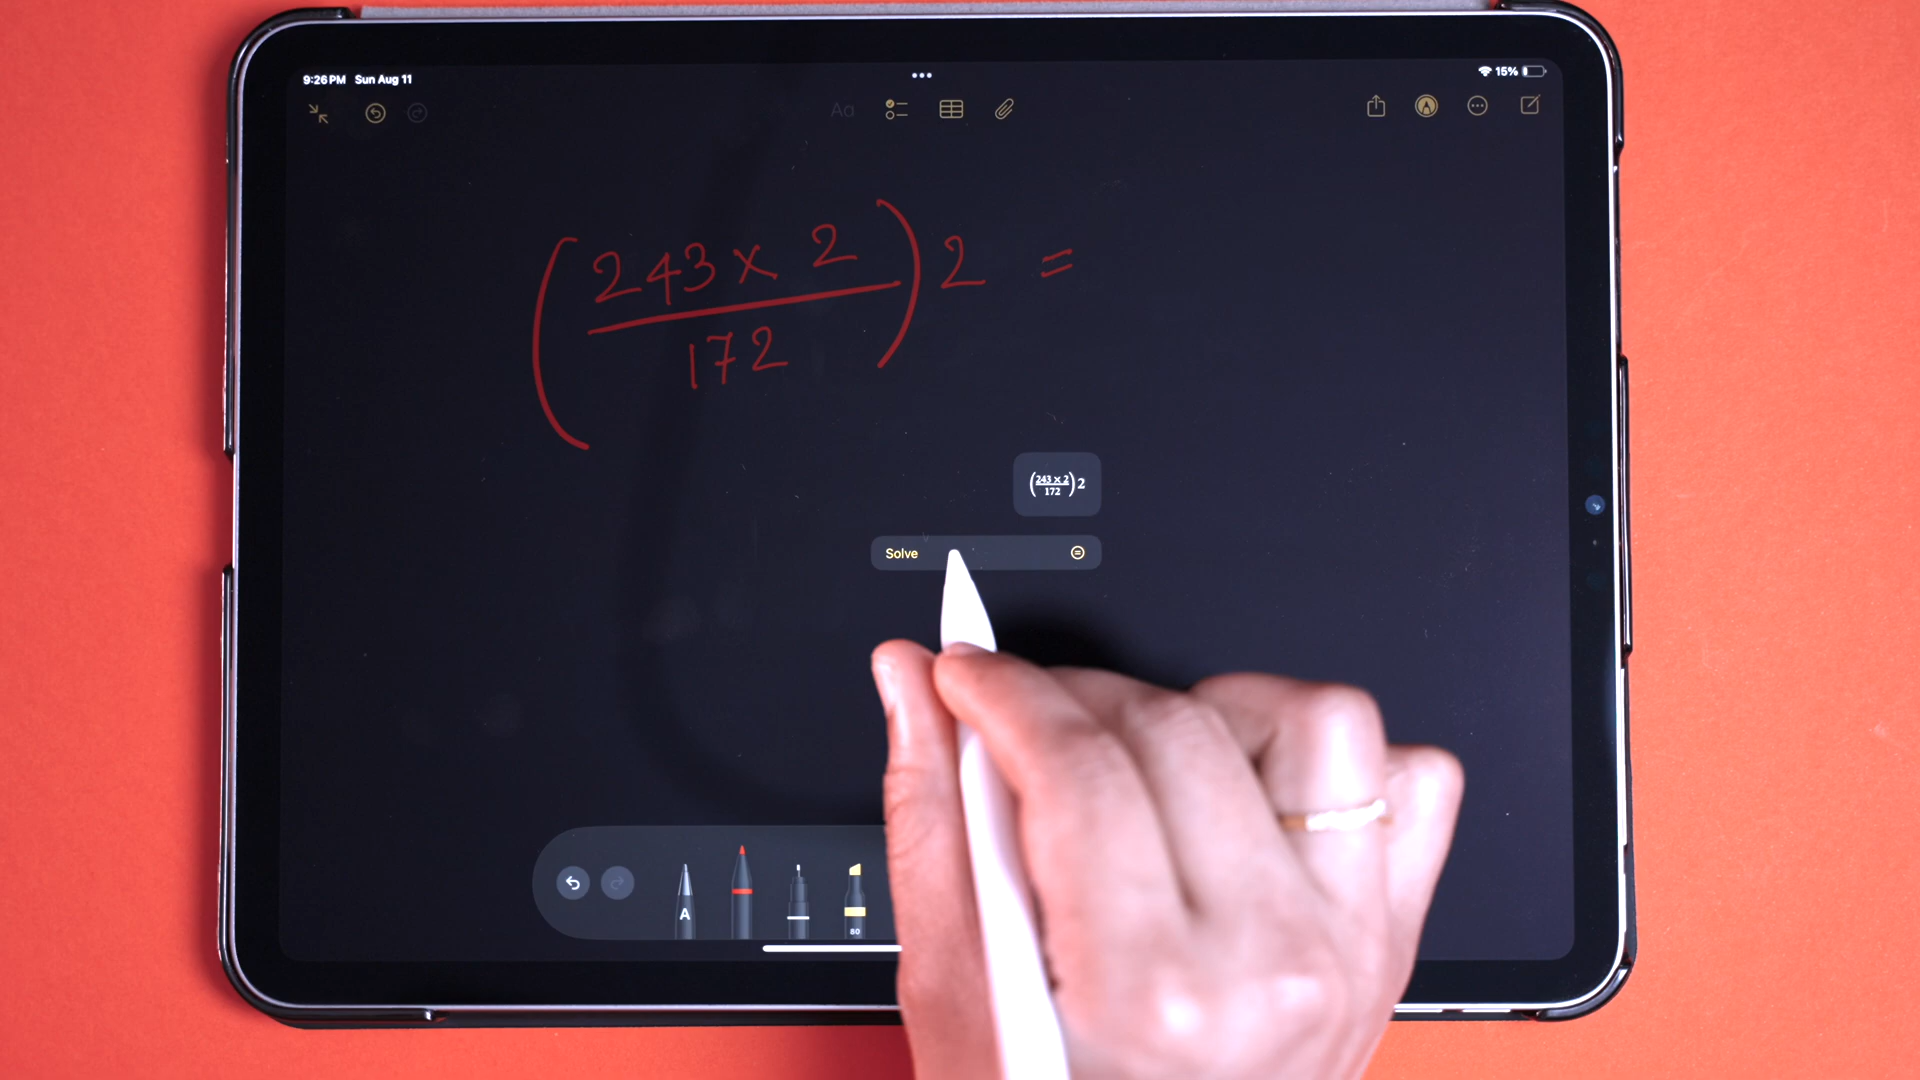 9:26 PM Sun Aug 11
15%
Aa
(243 x 2 / 172) 2 =
(243 x 2 / 172) 2
Solve
A
80